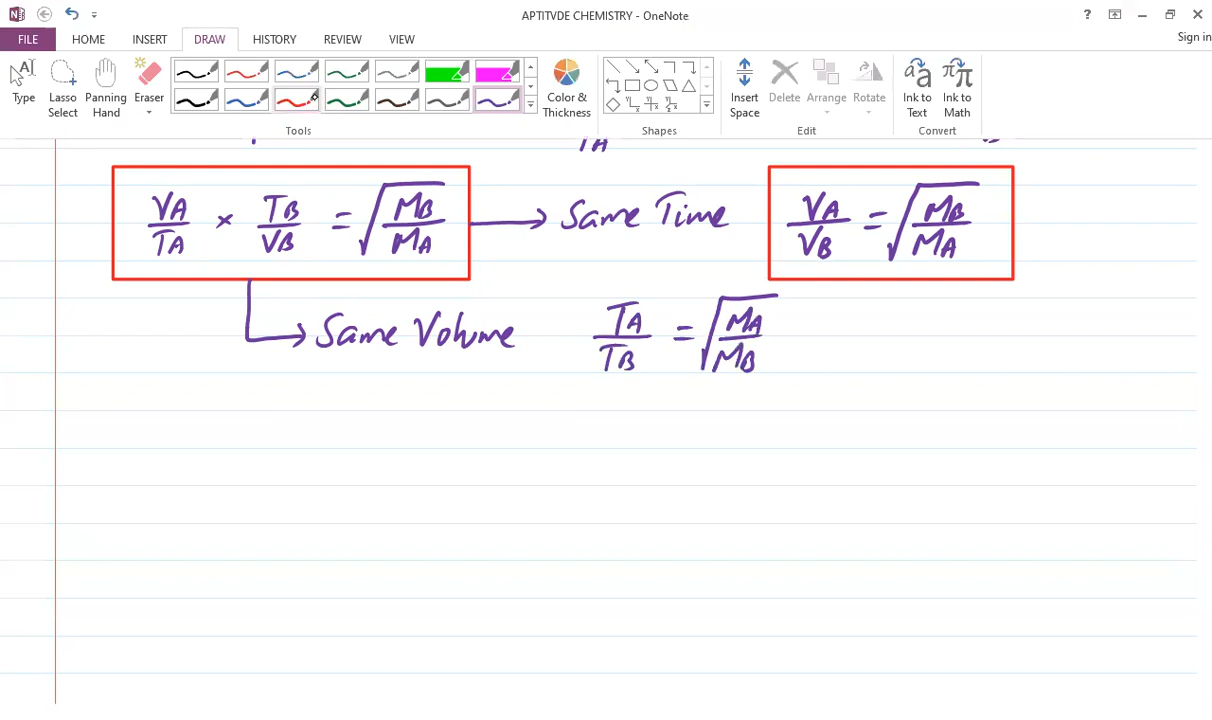 APTITVDE CHEMISTRY - OneNote
?
FILE HOME INSERT DRAW HISTORY REVIEW VIEW
Sign in
Type Lasso Select Panning Hand Eraser
Color & Thickness
Insert Space Delete Arrange Rotate
Ink to Text Ink to Math
Tools Shapes Edit Convert
TA B
VA/TA × TB/VB = √(MB/MA) → Same Time VA/VB = √(MB/MA)
→ Same Volume TA/TB = √(MA/MB)